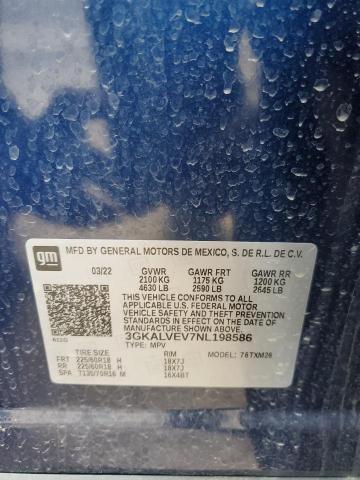 gm MFD BY GENERAL MOTORS DE MEXICO, S. DE R.L. DE C.V.
03/22 GVWR GAWR FRT GAWR RR
2100 KG 1175 KG 1200 KG
4630 LB 2590 LB 2645 LB
THIS VEHICLE CONFORMS TO ALL
APPLICABLE U.S. FEDERAL MOTOR
VEHICLE SAFETY AND THEFT PREVENTION
STANDARDS IN EFFECT ON THE DATE OF
MANUFACTURE SHOWN ABOVE.
3GKALVEV7NL198586
TYPE: MPV
TIRE SIZE RIM 76TXM26
FRT 225/60R18 H 18X7J
RR 225/60R18 H 18X7J
SPA T135/70R16 M 16X4BT